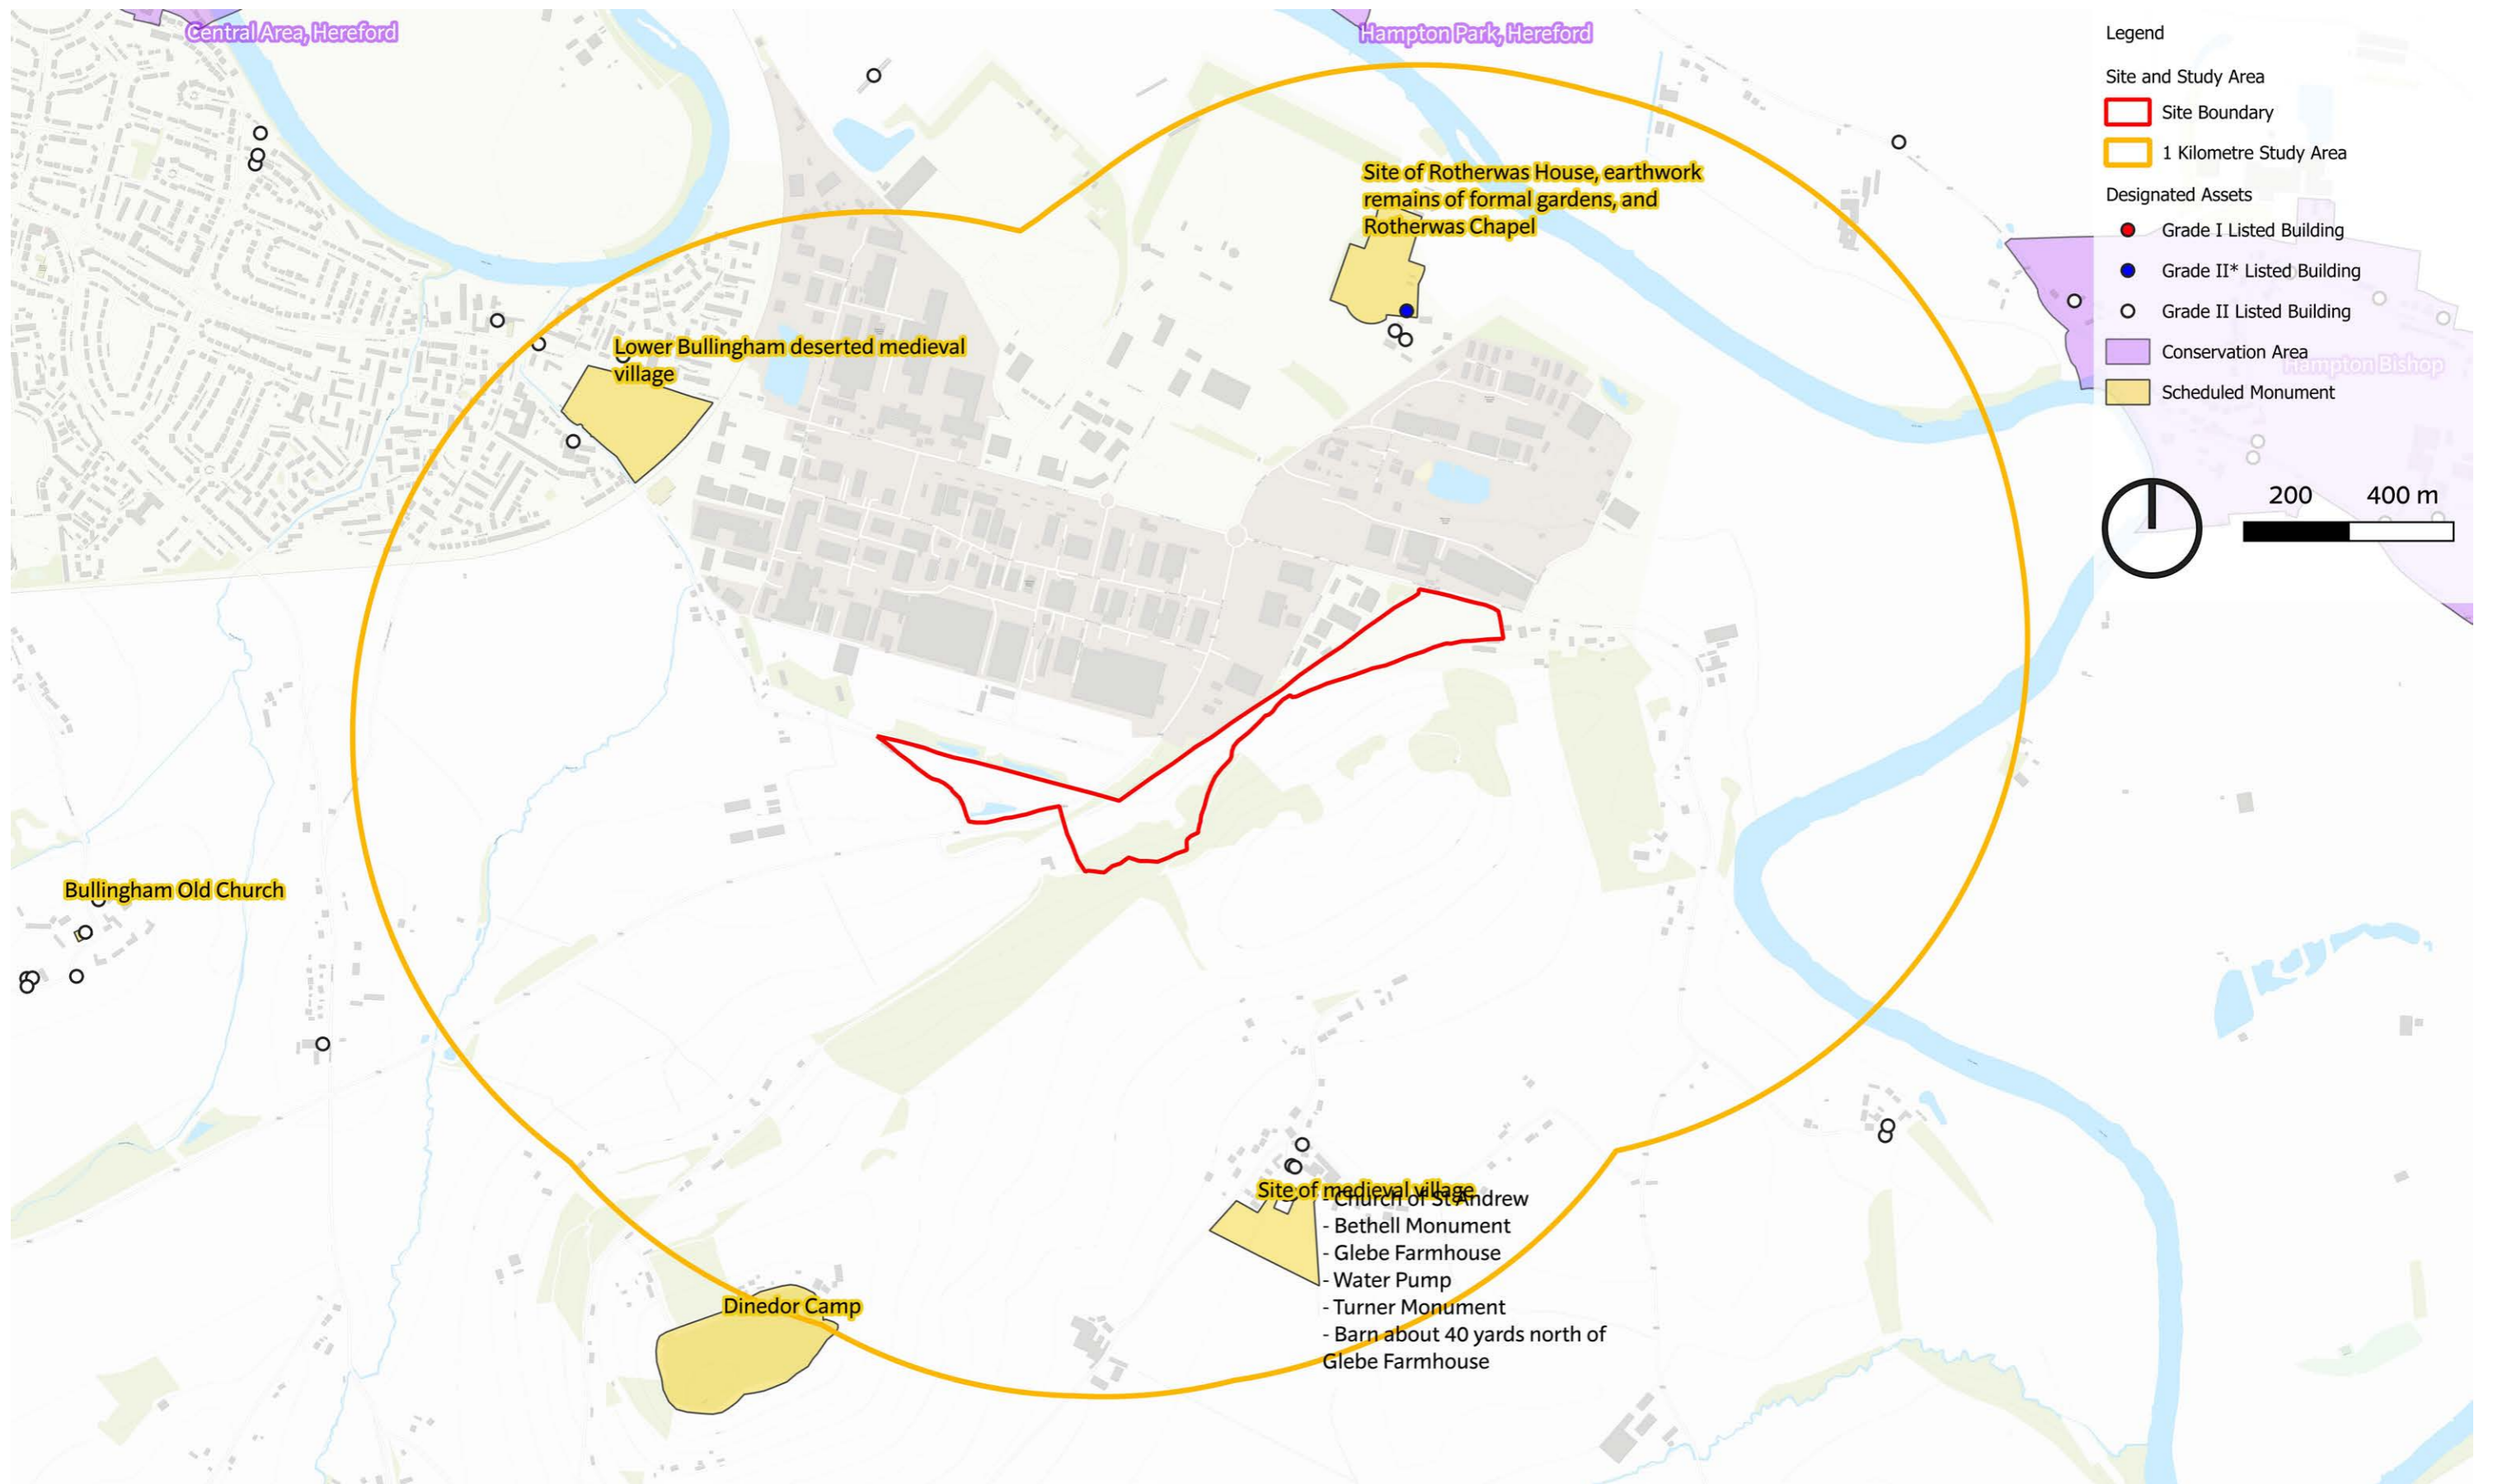 Central Area, Hereford
Hampton Park, Hereford
Site of Rotherwas House, earthwork
remains of formal gardens, and
Rotherwas Chapel
Lower Bullingham deserted medieval
village
Bullingham Old Church
Site of medieval village
- Church of St Andrew
- Bethell Monument
- Glebe Farmhouse
- Water Pump
- Turner Monument
- Barn about 40 yards north of
Glebe Farmhouse
Dinedor Camp
Legend
Site and Study Area
Site Boundary
1 Kilometre Study Area
Designated Assets
Grade I Listed Building
Grade II* Listed Building
Grade II Listed Building
Conservation Area
Scheduled Monument
Hampton Bishop
200 400 m